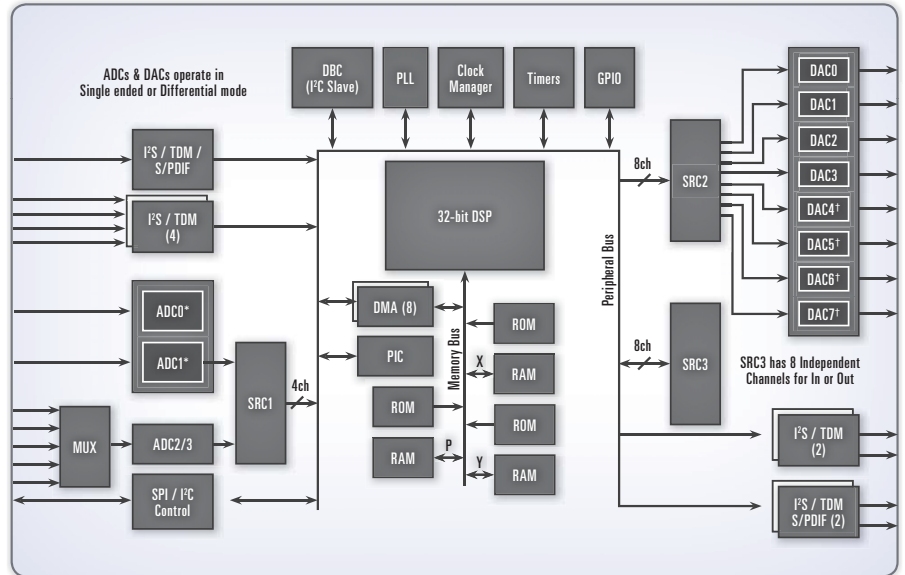 ADCs & DACs operate in
Single ended or Differential mode
DBC
(I²C Slave)
PLL
Clock
Manager
Timers
GPIO
I²S / TDM /
S/PDIF
I²S / TDM
(4)
ADC0*
ADC1*
MUX
ADC2/3
SPI / I²C
Control
SRC1
4ch
32-bit DSP
DMA (8)
PIC
ROM
RAM
P
Memory Bus
X
Y
ROM
RAM
ROM
RAM
Peripheral Bus
8ch
SRC2
8ch
SRC3
DAC0
DAC1
DAC2
DAC3
DAC4†
DAC5†
DAC6†
DAC7†
SRC3 has 8 Independent
Channels for In or Out
I²S / TDM
(2)
I²S / TDM
S/PDIF (2)